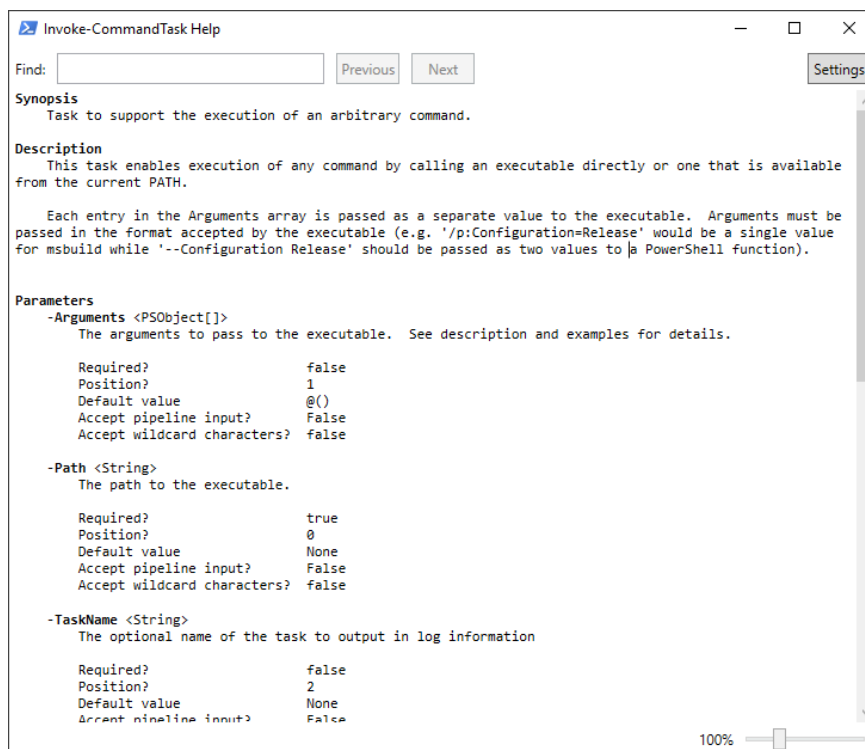 Invoke-CommandTask Help
Find:
Previous
Next
Settings
Synopsis
Task to support the execution of an arbitrary command.
Description
This task enables execution of any command by calling an executable directly or one that is available
from the current PATH.
Each entry in the Arguments array is passed as a separate value to the executable.  Arguments must be
passed in the format accepted by the executable (e.g. '/p:Configuration=Release' would be a single value
for msbuild while '--Configuration Release' should be passed as two values to a PowerShell function).
Parameters
-Arguments <PSObject[]>
The arguments to pass to the executable.  See description and examples for details.
Required? false
Position? 1
Default value @()
Accept pipeline input? False
Accept wildcard characters? false
-Path <String>
The path to the executable.
Required? true
Position? 0
Default value None
Accept pipeline input? False
Accept wildcard characters? false
-TaskName <String>
The optional name of the task to output in log information
Required? false
Position? 2
Default value None
Accept pipeline input? False
100%